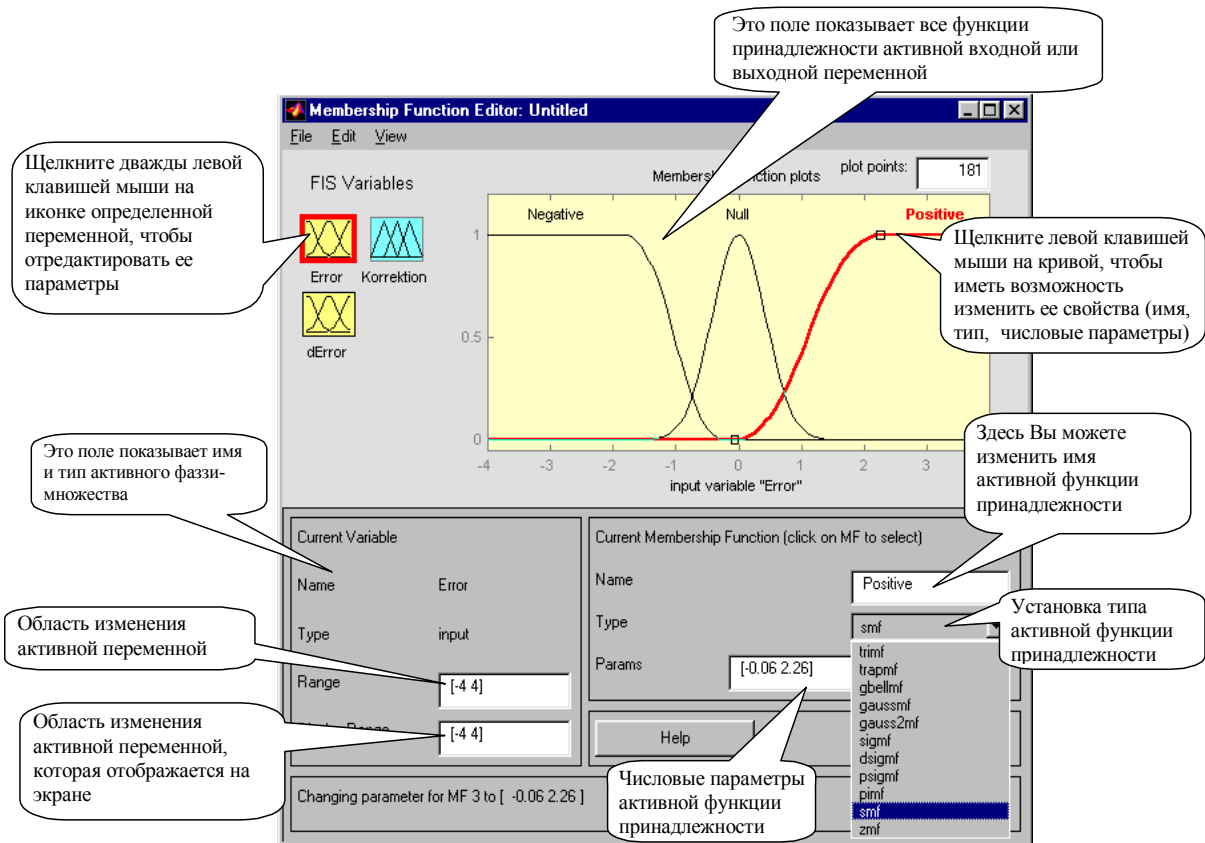 Это поле показывает все функции
принадлежности активной входной или
выходной переменной
Membership Function Editor: Untitled
File Edit View
Щелкните дважды левой
клавишей мыши на
иконке определенной
переменной, чтобы
отредактировать ее
параметры
FIS Variables
Error
Korrektion
dError
plot points:
181
plots
Negative
Null
Positive
1
0.5
0
-4
-3
-2
-1
0
1
2
3
input variable "Error"
Щелкните левой клавишей
мыши на кривой, чтобы
иметь возможность
изменить ее свойства (имя,
тип, числовые параметры)
Это поле показывает имя
и тип активного фаззи-
множества
Здесь Вы можете
изменить имя
активной функции
принадлежности
Current Variable
Name Error
Type input
Range [-4 4]
[-4 4]
Область изменения
активной переменной
Область изменения
активной переменной,
которая отображается на
экране
Current Membership Function (click on MF to select)
Name Positive
Type smf
Params [-0.06 2.26]
Установка типа
активной функции
принадлежности
trimf
trapmf
gbellmf
gaussmf
gauss2mf
sigmf
dsigmf
psigmf
pimf
smf
zmf
Help
Числовые параметры
активной функции
принадлежности
Changing parameter for MF 3 to [ -0.06 2.26 ]